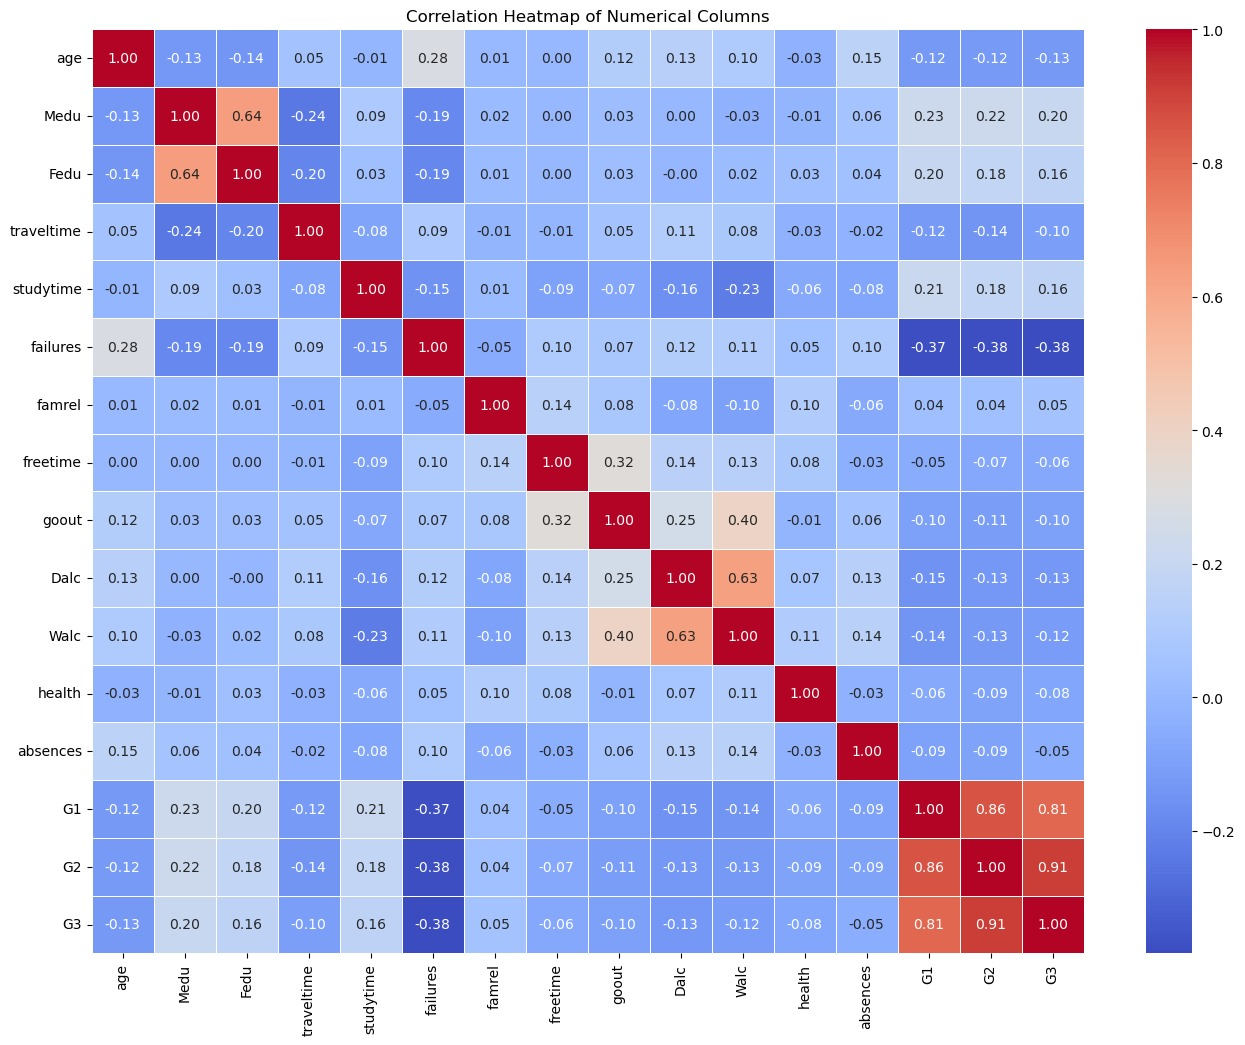 Correlation Heatmap of Numerical Columns
age 1.00 -0.13 -0.14 0.05 -0.01 0.28 0.01 0.00 0.12 0.13 0.10 -0.03 0.15 -0.12 -0.12 -0.13
Medu -0.13 1.00 0.64 -0.24 0.09 -0.19 0.02 0.00 0.03 0.00 -0.03 -0.01 0.06 0.23 0.22 0.20
Fedu -0.14 0.64 1.00 -0.20 0.03 -0.19 0.01 0.00 0.03 -0.00 0.02 0.03 0.04 0.20 0.18 0.16
traveltime 0.05 -0.24 -0.20 1.00 -0.08 0.09 -0.01 -0.01 0.05 0.11 0.08 -0.03 -0.02 -0.12 -0.14 -0.10
studytime -0.01 0.09 0.03 -0.08 1.00 -0.15 0.01 -0.09 -0.07 -0.16 -0.23 -0.06 -0.08 0.21 0.18 0.16
failures 0.28 -0.19 -0.19 0.09 -0.15 1.00 -0.05 0.10 0.07 0.12 0.11 0.05 0.10 -0.37 -0.38 -0.38
famrel 0.01 0.02 0.01 -0.01 0.01 -0.05 1.00 0.14 0.08 -0.08 -0.10 0.10 -0.06 0.04 0.04 0.05
freetime 0.00 0.00 0.00 -0.01 -0.09 0.10 0.14 1.00 0.32 0.14 0.13 0.08 -0.03 -0.05 -0.07 -0.06
goout 0.12 0.03 0.03 0.05 -0.07 0.07 0.08 0.32 1.00 0.25 0.40 -0.01 0.06 -0.10 -0.11 -0.10
Dalc 0.13 0.00 -0.00 0.11 -0.16 0.12 -0.08 0.14 0.25 1.00 0.63 0.07 0.13 -0.15 -0.13 -0.13
Walc 0.10 -0.03 0.02 0.08 -0.23 0.11 -0.10 0.13 0.40 0.63 1.00 0.11 0.14 -0.14 -0.13 -0.12
health -0.03 -0.01 0.03 -0.03 -0.06 0.05 0.10 0.08 -0.01 0.07 0.11 1.00 -0.03 -0.06 -0.09 -0.08
absences 0.15 0.06 0.04 -0.02 -0.08 0.10 -0.06 -0.03 0.06 0.13 0.14 -0.03 1.00 -0.09 -0.09 -0.05
G1 -0.12 0.23 0.20 -0.12 0.21 -0.37 0.04 -0.05 -0.10 -0.15 -0.14 -0.06 -0.09 1.00 0.86 0.81
G2 -0.12 0.22 0.18 -0.14 0.18 -0.38 0.04 -0.07 -0.11 -0.13 -0.13 -0.09 -0.09 0.86 1.00 0.91
G3 -0.13 0.20 0.16 -0.10 0.16 -0.38 0.05 -0.06 -0.10 -0.13 -0.12 -0.08 -0.05 0.81 0.91 1.00
age Medu Fedu traveltime studytime failures famrel freetime goout Dalc Walc health absences G1 G2 G3
1.0
0.8
0.6
0.4
0.2
0.0
−0.2